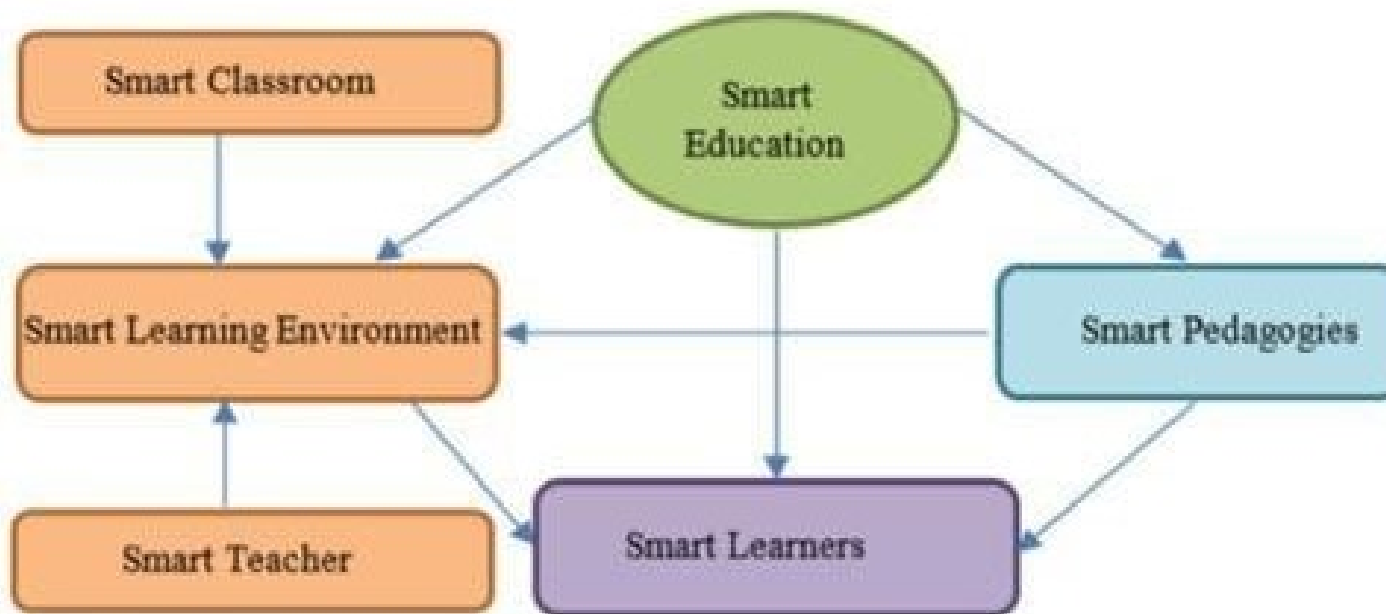 Smart Classroom
Smart
Education
Smart Learning Environment
Smart Pedagogies
Smart Teacher
Smart Learners